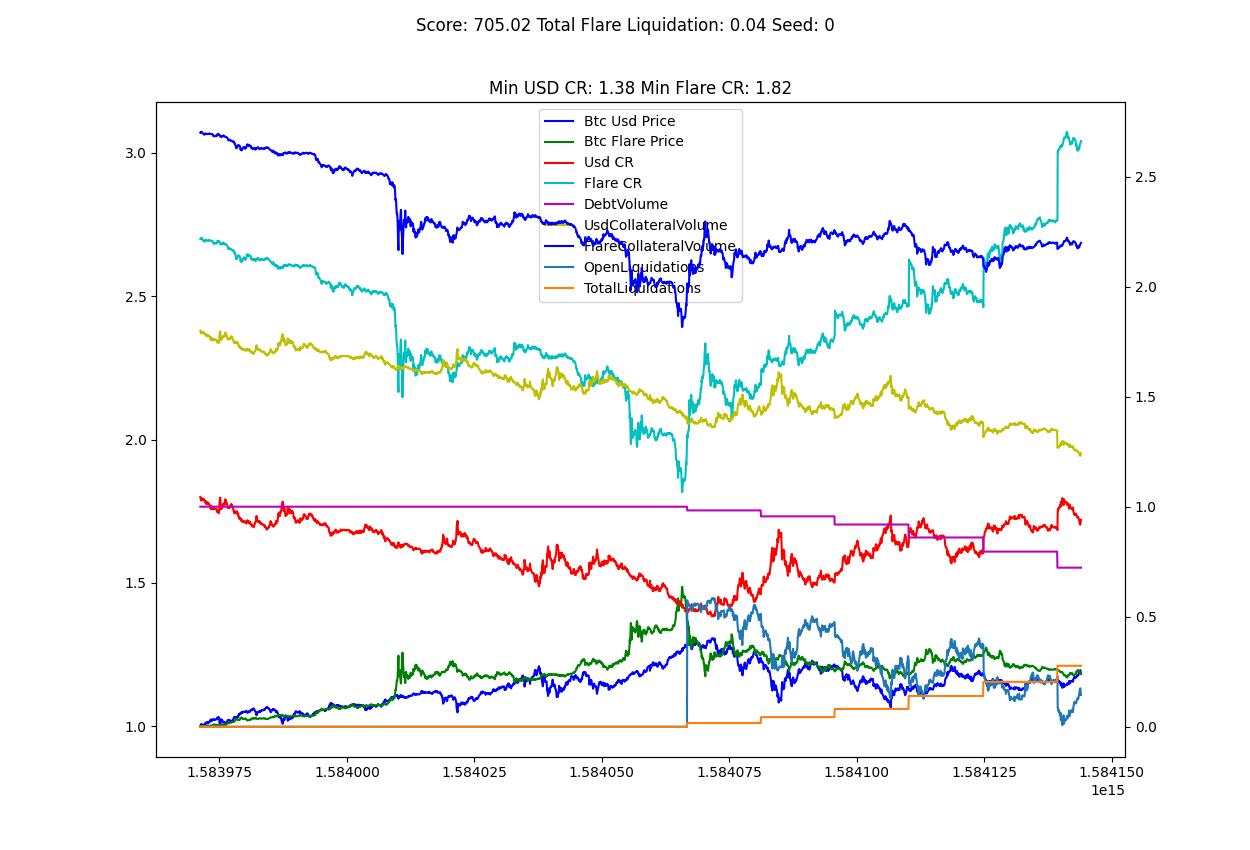 Score: 705.02 Total Flare Liquidation: 0.04 Seed: 0
Min USD CR: 1.38 Min Flare CR: 1.82
Btc Usd Price
Btc Flare Price
Usd CR
Flare CR
DebtVolume
UsdCollateralVolume
FlareCollateralVolume
OpenLiquidations
TotalLiquidations
3.0
2.5
2.0
1.5
1.0
2.5
2.0
1.5
1.0
0.5
0.0
1.583975 1.584000 1.584025 1.584050 1.584075 1.584100 1.584125 1.584150
1e15